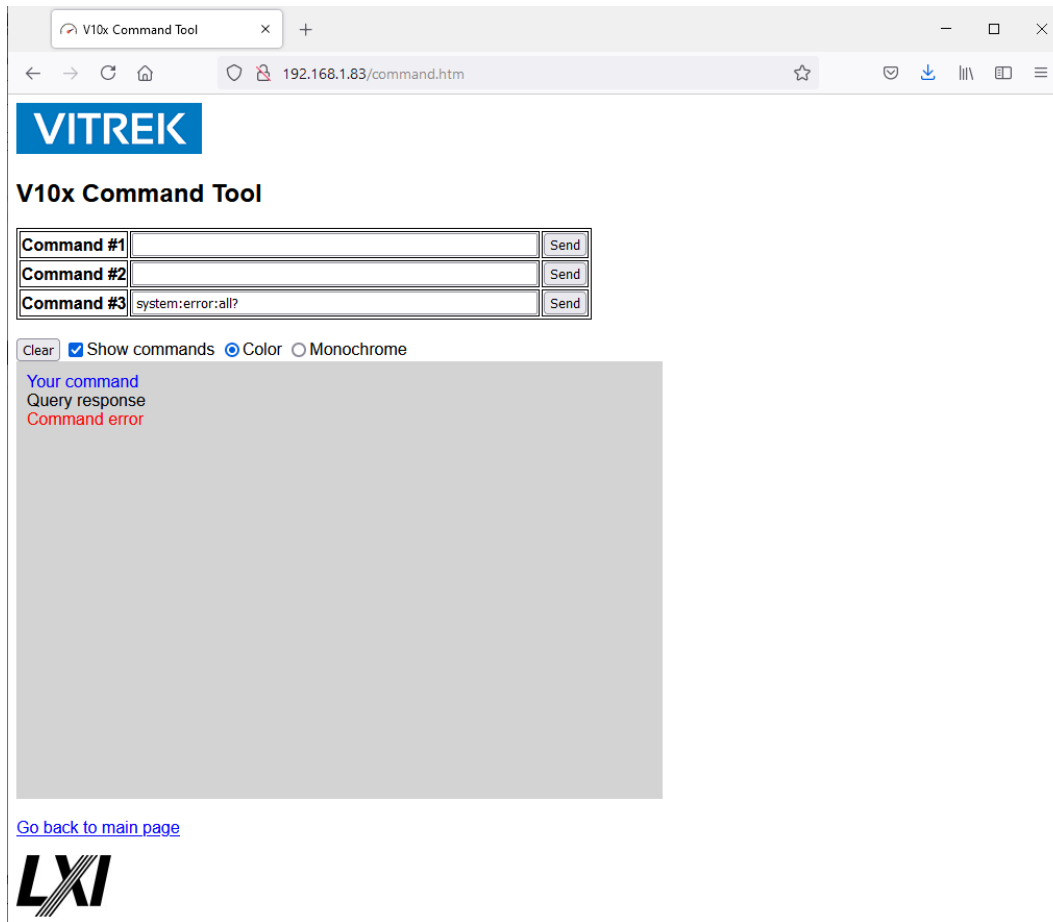 V10x Command Tool
192.168.1.83/command.htm
VITREK
V10x Command Tool
Command #1 Send
Command #2 Send
Command #3 system:error:all? Send
Clear Show commands Color Monochrome
Your command
Query response
Command error
Go back to main page
LXI